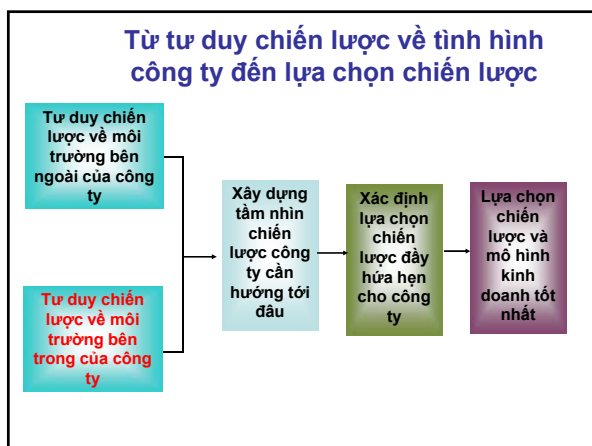 Từ tư duy chiến lược về tình hình
công ty đến lựa chọn chiến lược
Tư duy chiến
lược về môi
trường bên
ngoài của công
ty
Tư duy chiến
lược về môi
trường bên
trong của công
ty
Xây dựng
tầm nhìn
chiến
lược công
ty cần
hướng tới
đâu
Xác định
lựa chọn
chiến
lược đầy
hứa hẹn
cho công
ty
Lựa chọn
chiến
lược và
mô hình
kinh
doanh tốt
nhất